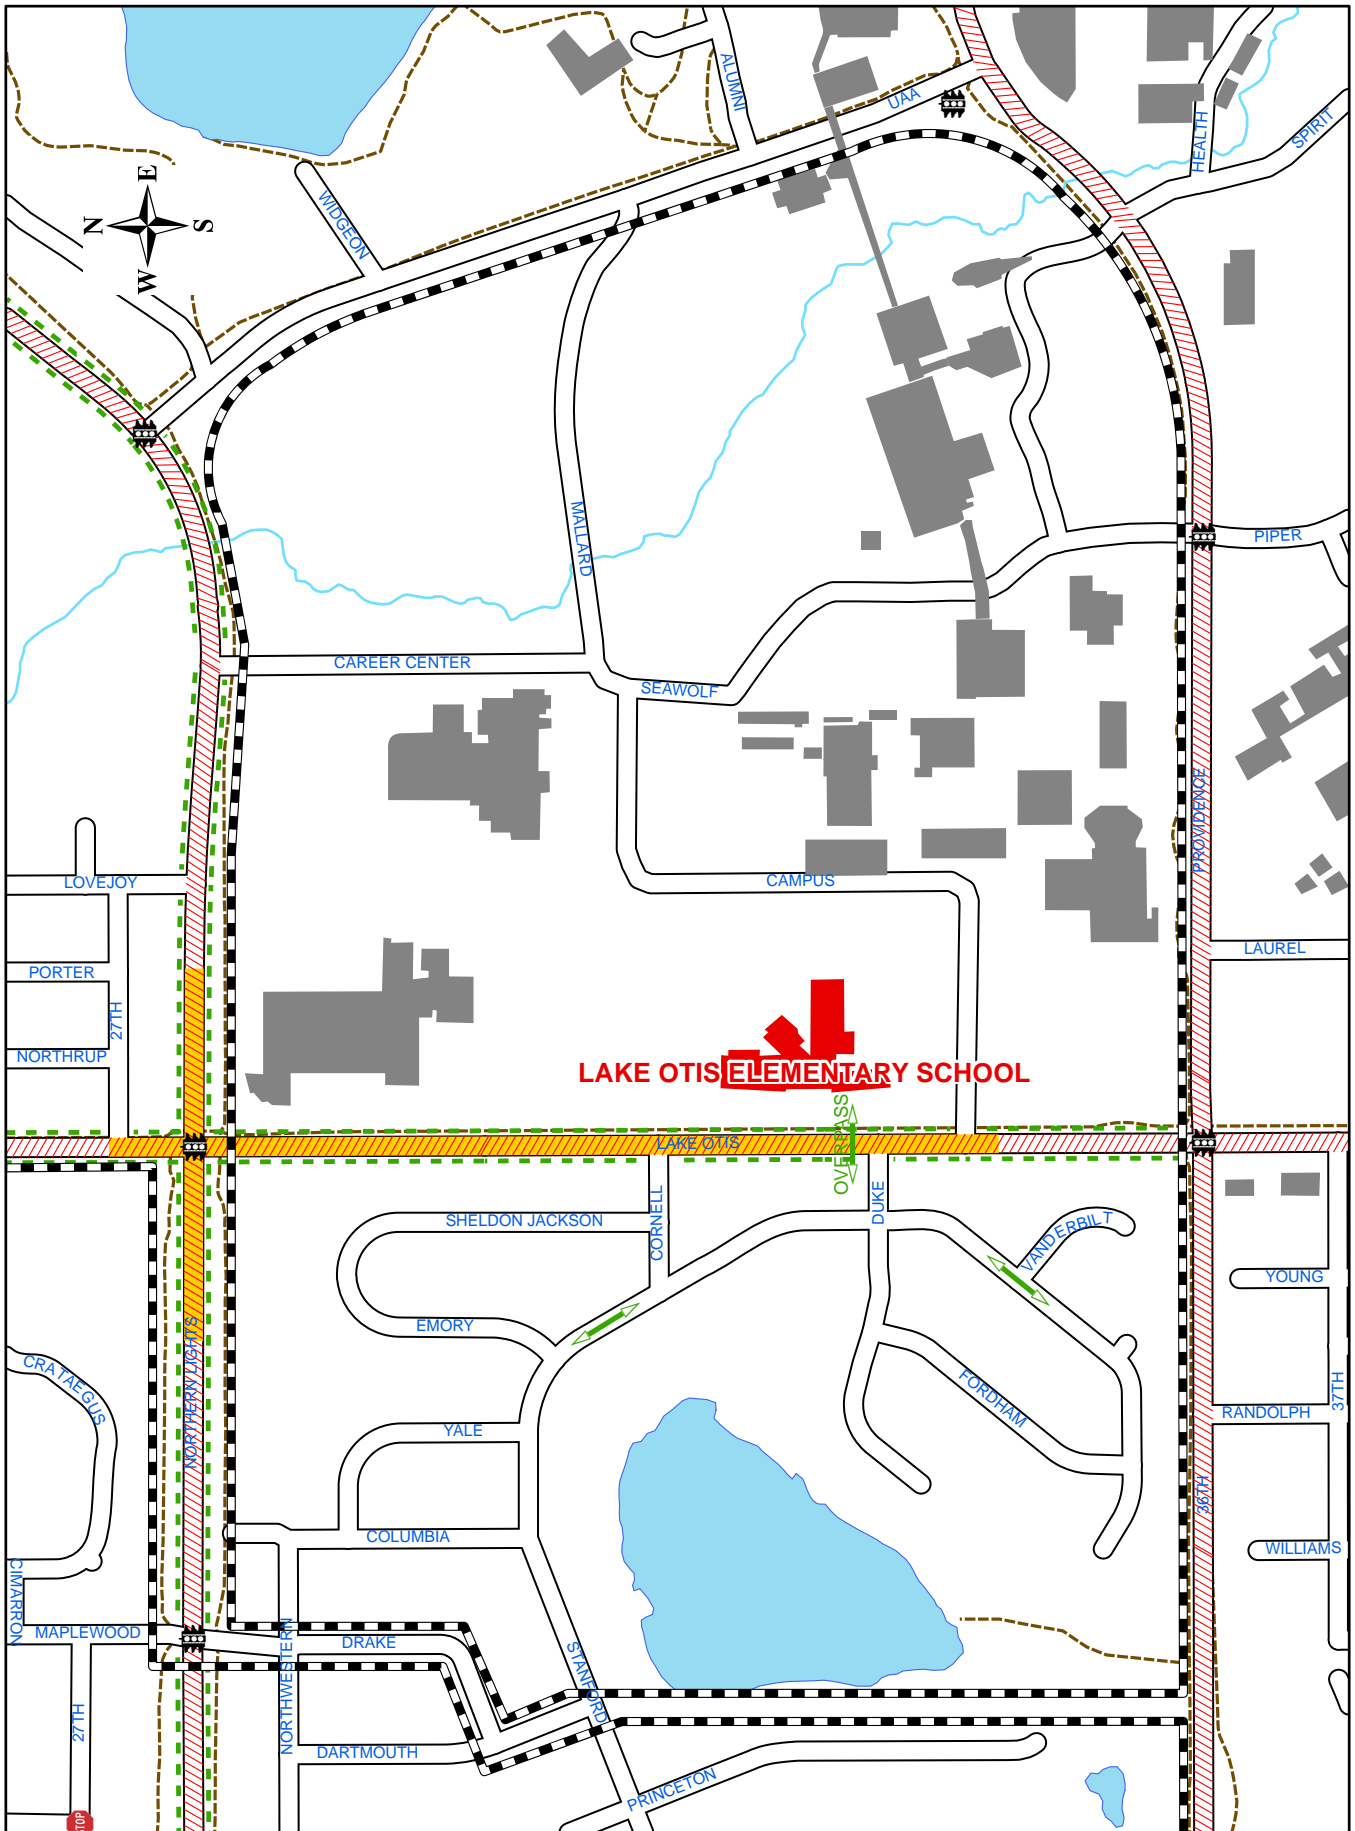 ALUMNI
UAA
HEALTH
SPIRIT
E
N
S
W
WIDGEON
MALLARD
PIPER
CAREER CENTER
SEAWOLF
PROVIDENCE
LOVEJOY
CAMPUS
PORTER
27TH
NORTHRUP
LAUREL
LAKE OTIS ELEMENTARY SCHOOL
OVERPASS
LAKE OTIS
SHELDON JACKSON
CORNELL
DUKE
VANDERBILT
YOUNG
EMORY
NORTHERN LIGHTS
CRATAEGUS
FORDHAM
RANDOLPH
37TH
YALE
36TH
COLUMBIA
WILLIAMS
CIMARRON
MAPLEWOOD
DRAKE
NORTHWESTERN
STANFORD
27TH
DARTMOUTH
PRINCETON
STOP